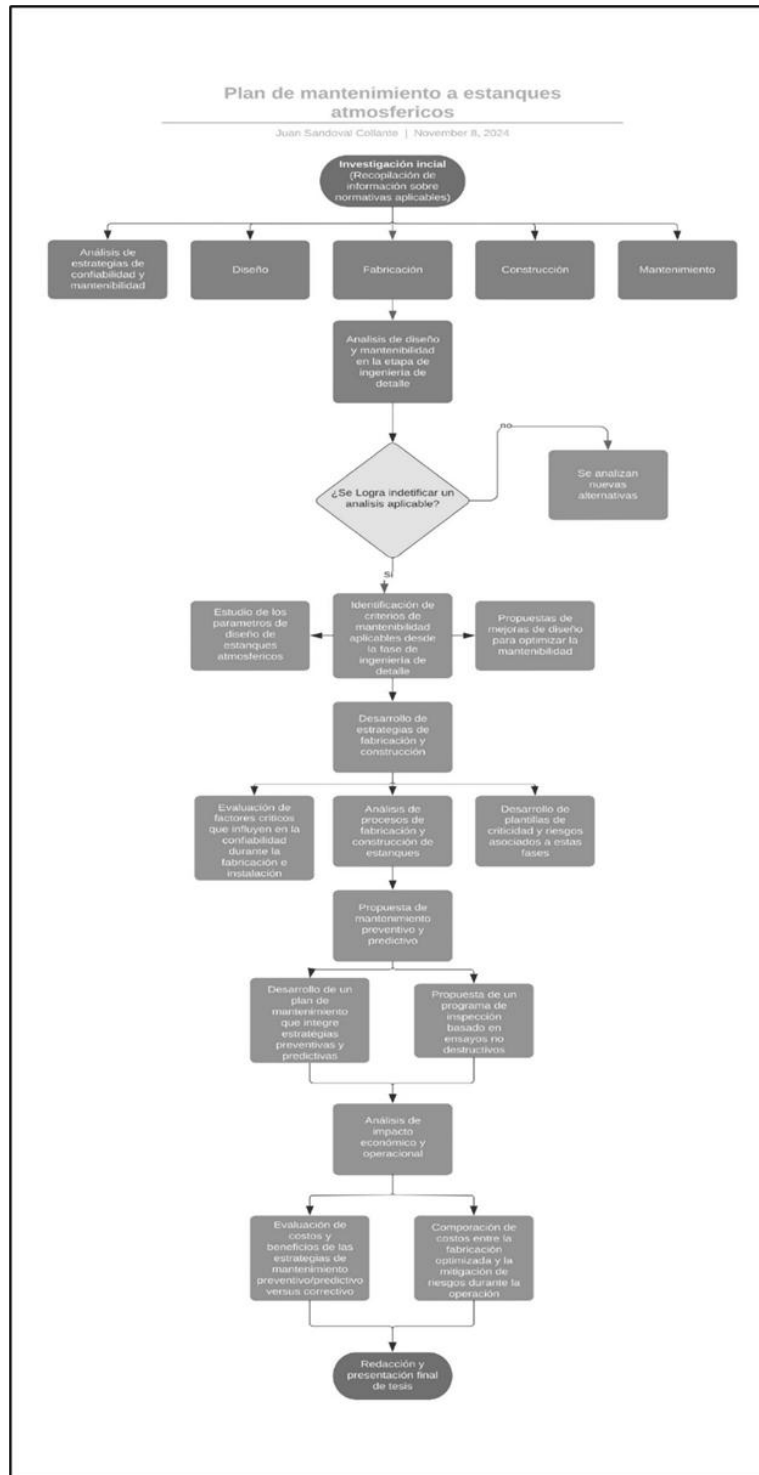 Plan de mantenimiento a estanques
atmosfericos
Juan Sandoval Collante | November 8, 2024
Investigación incial
(Recopilación de
información sobre
normativas aplicables)
Análisis de
estrategias de
confiabilidad y
mantenibilidad
Diseño
Fabricación
Construcción
Mantenimiento
Analisis de diseño
y mantenibilidad
en la etapa de
ingeniería de
detalle
¿Se Logra indetificar un
analisis aplicable?
no
Se analizan
nuevas
alternativas
Si
Estudio de los
parametros de
diseño de
estanques
atmosfericos
Identificación de
criterios de
mantenibilidad
aplicables desde
la fase de
ingeniería de
detalle
Propuestas de
mejoras de diseño
para optimizar la
mantenibilidad
Desarrollo de
estrategias de
fabricación y
construcción
Evaluación de
factores criticos
que influyen en la
confiabilidad
durante la
fabricación e
instalación
Análisis de
procesos de
fabricación y
construcción de
estanques
Desarrollo de
plantillas de
criticidad y riesgos
asociados a estas
fases
Propuesta de
mantenimiento
preventivo y
predictivo
Desarrollo de un
plan de
mantenimiento
que integre
estratégias
preventivas y
predictivas
Propuesta de un
programa de
inspección
basado en
ensayos no
destructivos
Análisis de
impacto
económico y
operacional
Evaluación de
costos y
beneficios de las
estrategias de
mantenimiento
preventivo/predictivo
versus correctivo
Comporación de
costos entre la
fabricación
optimizada y la
mitigación de
riesgos durante la
operación
Redacción y
presentación final
de tesis